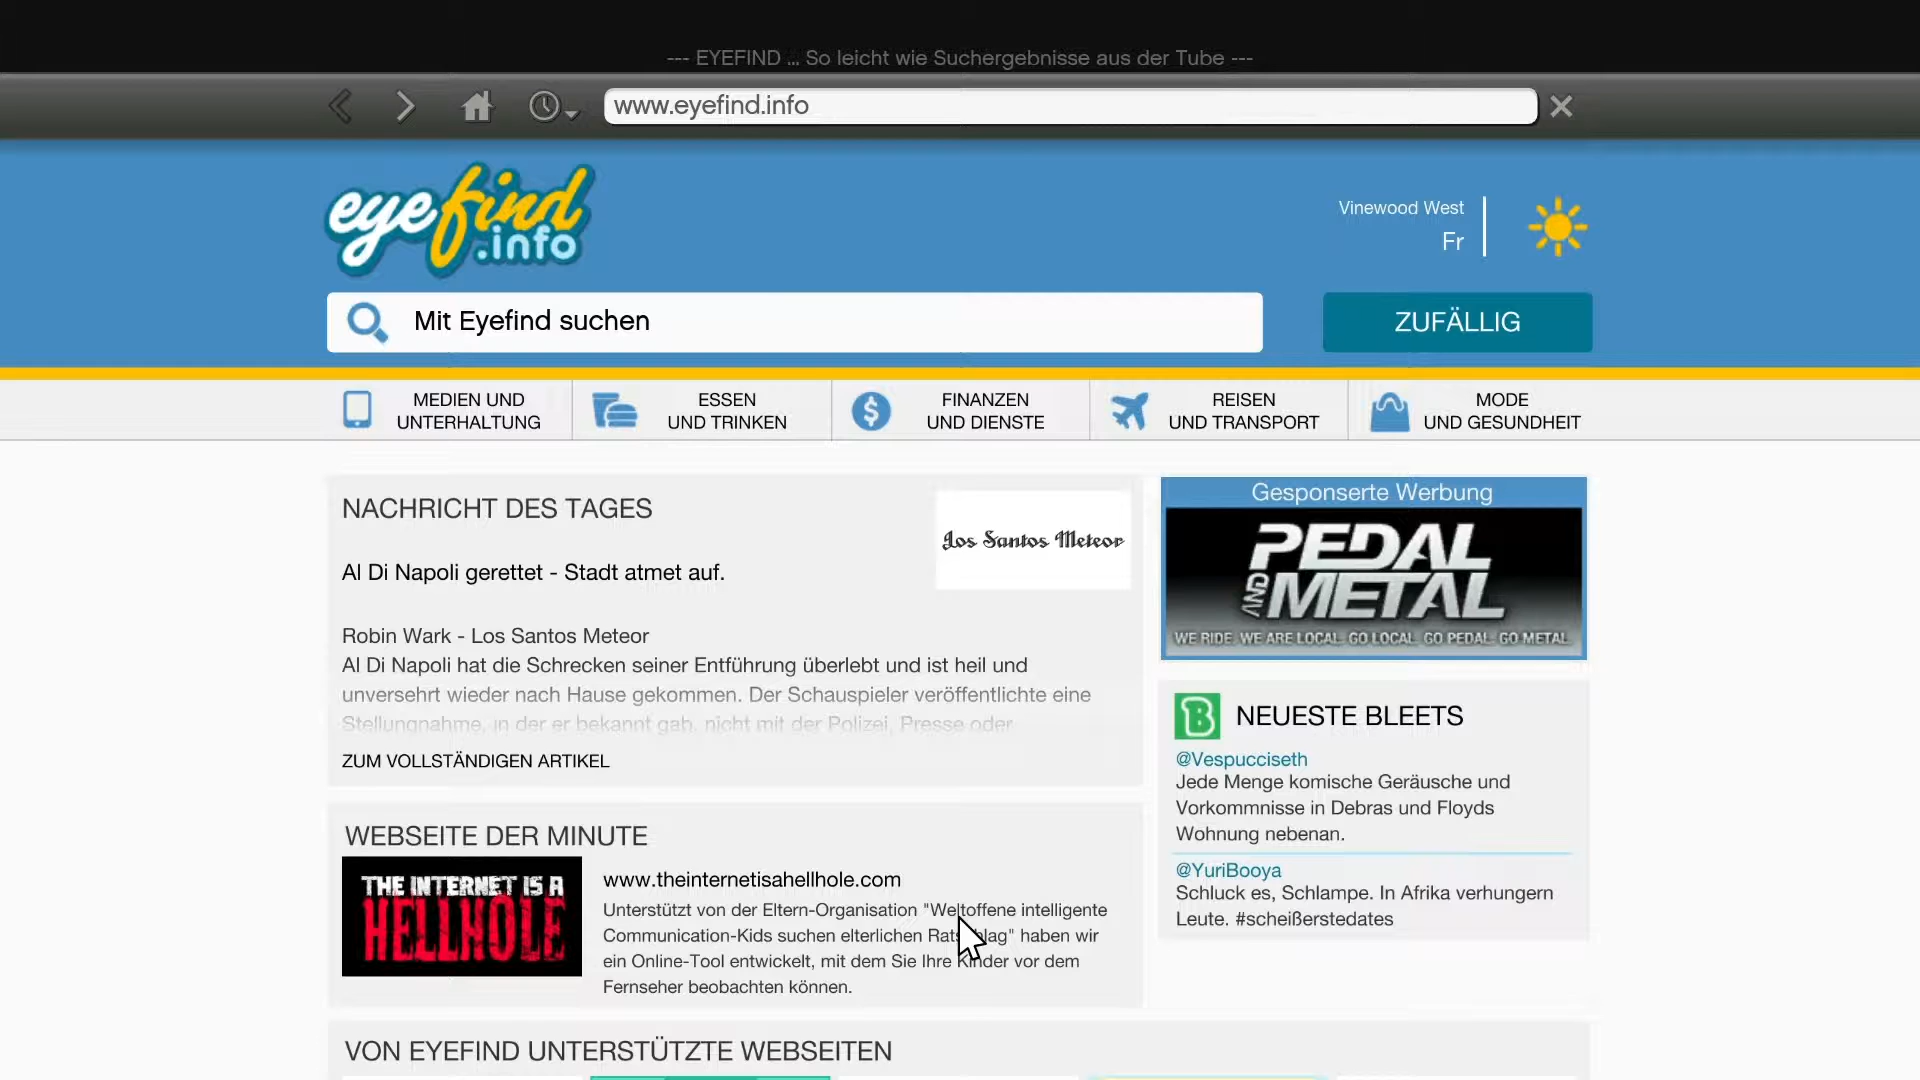 --- EYEFIND ... So leicht wie Suchergebnisse aus der Tube ---
www.eyefind.info
eyefind
.info
Vinewood West
Fr
Mit Eyefind suchen
ZUFÄLLIG
MEDIEN UND
UNTERHALTUNG
ESSEN
UND TRINKEN
FINANZEN
UND DIENSTE
REISEN
UND TRANSPORT
MODE
UND GESUNDHEIT
NACHRICHT DES TAGES
Los Santos Meteor
Al Di Napoli gerettet - Stadt atmet auf.
Robin Wark - Los Santos Meteor
Al Di Napoli hat die Schrecken seiner Entführung überlebt und ist heil und
unversehrt wieder nach Hause gekommen. Der Schauspieler veröffentlichte eine
Stellungnahme, in der er bekannt gab, nicht mit der Polizei, Presse oder
ZUM VOLLSTÄNDIGEN ARTIKEL
WEBSEITE DER MINUTE
THE INTERNET IS A
HELLHOLE
www.theinternetisahellhole.com
Unterstützt von der Eltern-Organisation "Weltoffene intelligente
Communication-Kids suchen elterlichen Ratschlag" haben wir
ein Online-Tool entwickelt, mit dem Sie Ihre Kinder vor dem
Fernseher beobachten können.
Gesponserte Werbung
PEDAL
AND METAL
WE RIDE. WE ARE LOCAL. GO LOCAL. GO PEDAL. GO METAL.
B NEUESTE BLEETS
@Vespucciseth
Jede Menge komische Geräusche und
Vorkommnisse in Debras und Floyds
Wohnung nebenan.
@YuriBooya
Schluck es, Schlampe. In Afrika verhungern
Leute. #scheißerstedates
VON EYEFIND UNTERSTÜTZTE WEBSEITEN